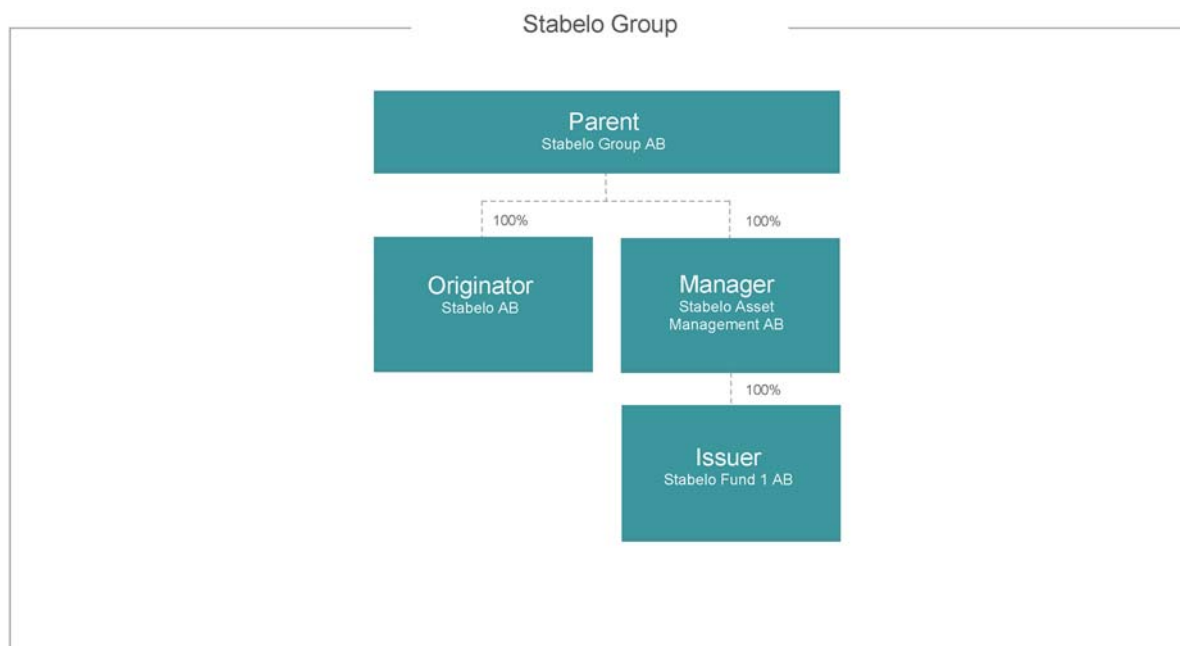 Stabelo Group
Parent
Stabelo Group AB
100%
100%
Originator
Stabelo AB
Manager
Stabelo Asset
Management AB
100%
Issuer
Stabelo Fund 1 AB